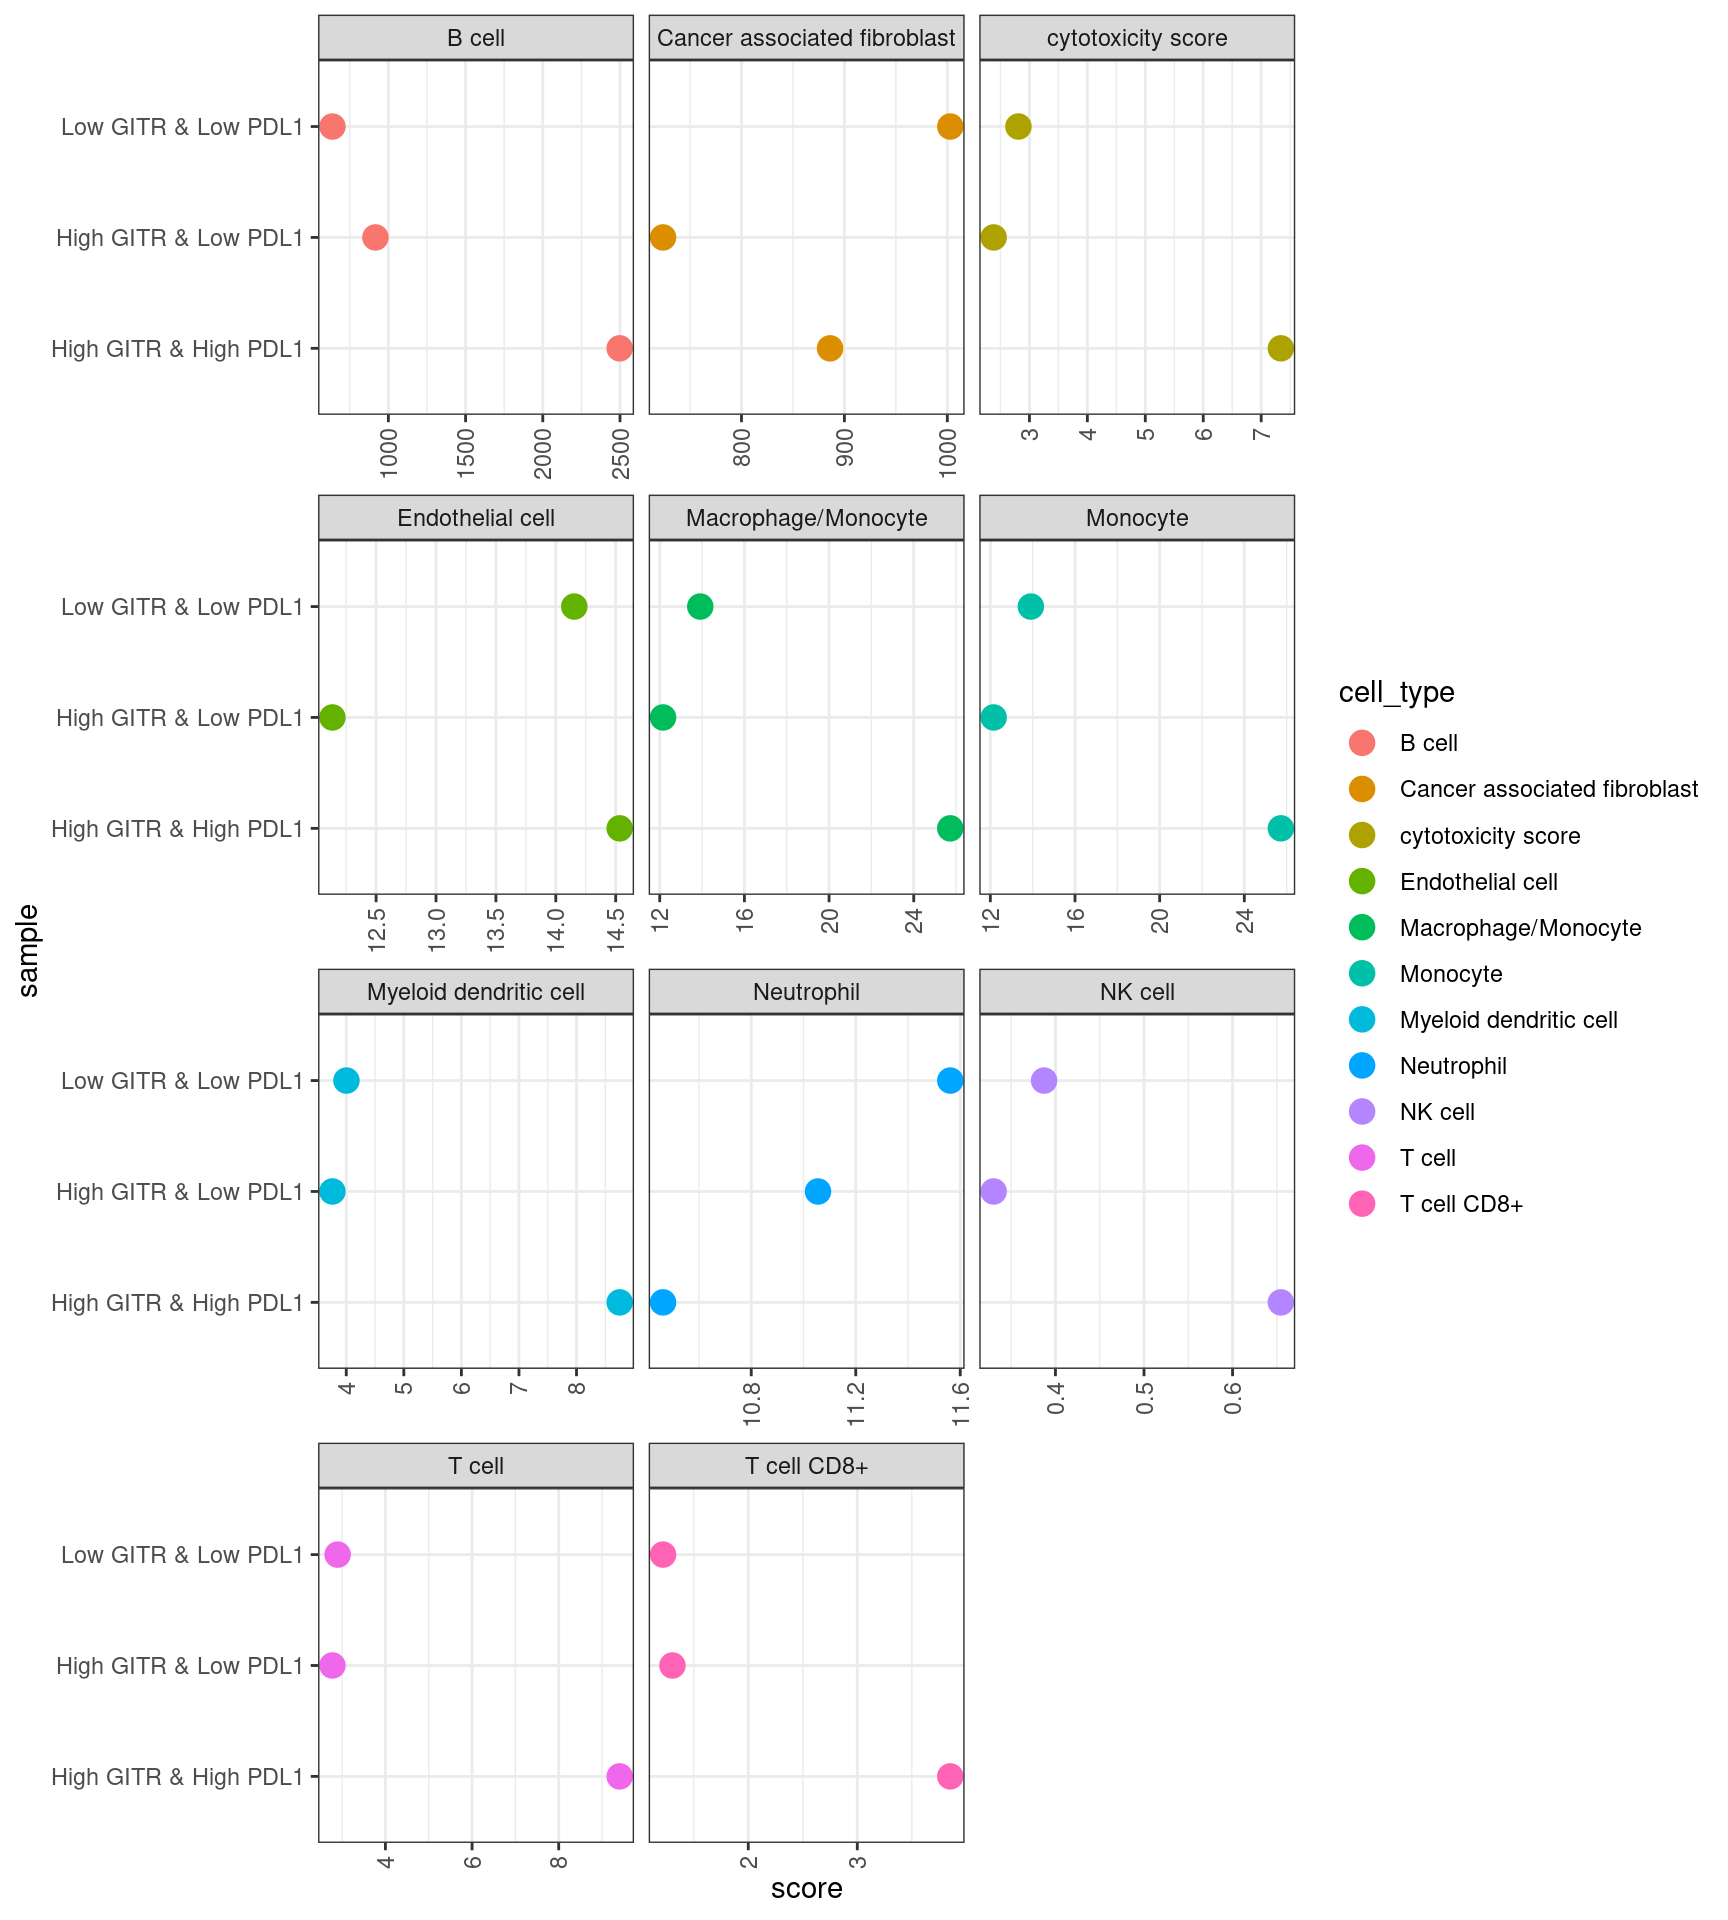 B cell
Cancer associated fibroblast
cytotoxicity score
Low GITR & Low PDL1
High GITR & Low PDL1
High GITR & High PDL1
1000 1500 2000 2500
800 900 1000
3 4 5 6 7
Endothelial cell
Macrophage/Monocyte
Monocyte
Low GITR & Low PDL1
High GITR & Low PDL1
High GITR & High PDL1
12.5 13.0 13.5 14.0 14.5
12 16 20 24
12 16 20 24
Myeloid dendritic cell
Neutrophil
NK cell
Low GITR & Low PDL1
High GITR & Low PDL1
High GITR & High PDL1
4 5 6 7 8
10.8 11.2 11.6
0.4 0.5 0.6
T cell
T cell CD8+
Low GITR & Low PDL1
High GITR & Low PDL1
High GITR & High PDL1
4 6 8
2 3
score
sample
cell_type
B cell
Cancer associated fibroblast
cytotoxicity score
Endothelial cell
Macrophage/Monocyte
Monocyte
Myeloid dendritic cell
Neutrophil
NK cell
T cell
T cell CD8+